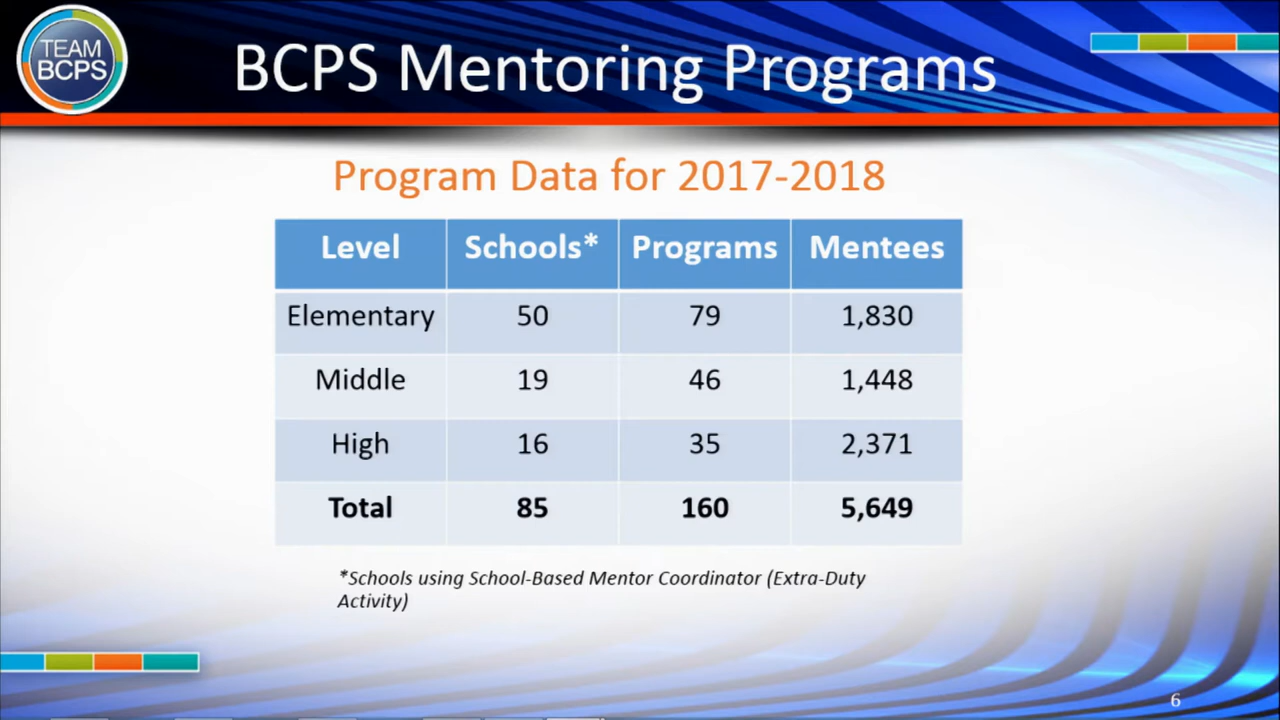 TEAM
BCPS
BCPS Mentoring Programs
Program Data for 2017-2018
Level Schools* Programs Mentees
Elementary 50 79 1,830
Middle 19 46 1,448
High 16 35 2,371
Total 85 160 5,649
*Schools using School-Based Mentor Coordinator (Extra-Duty
Activity)
6